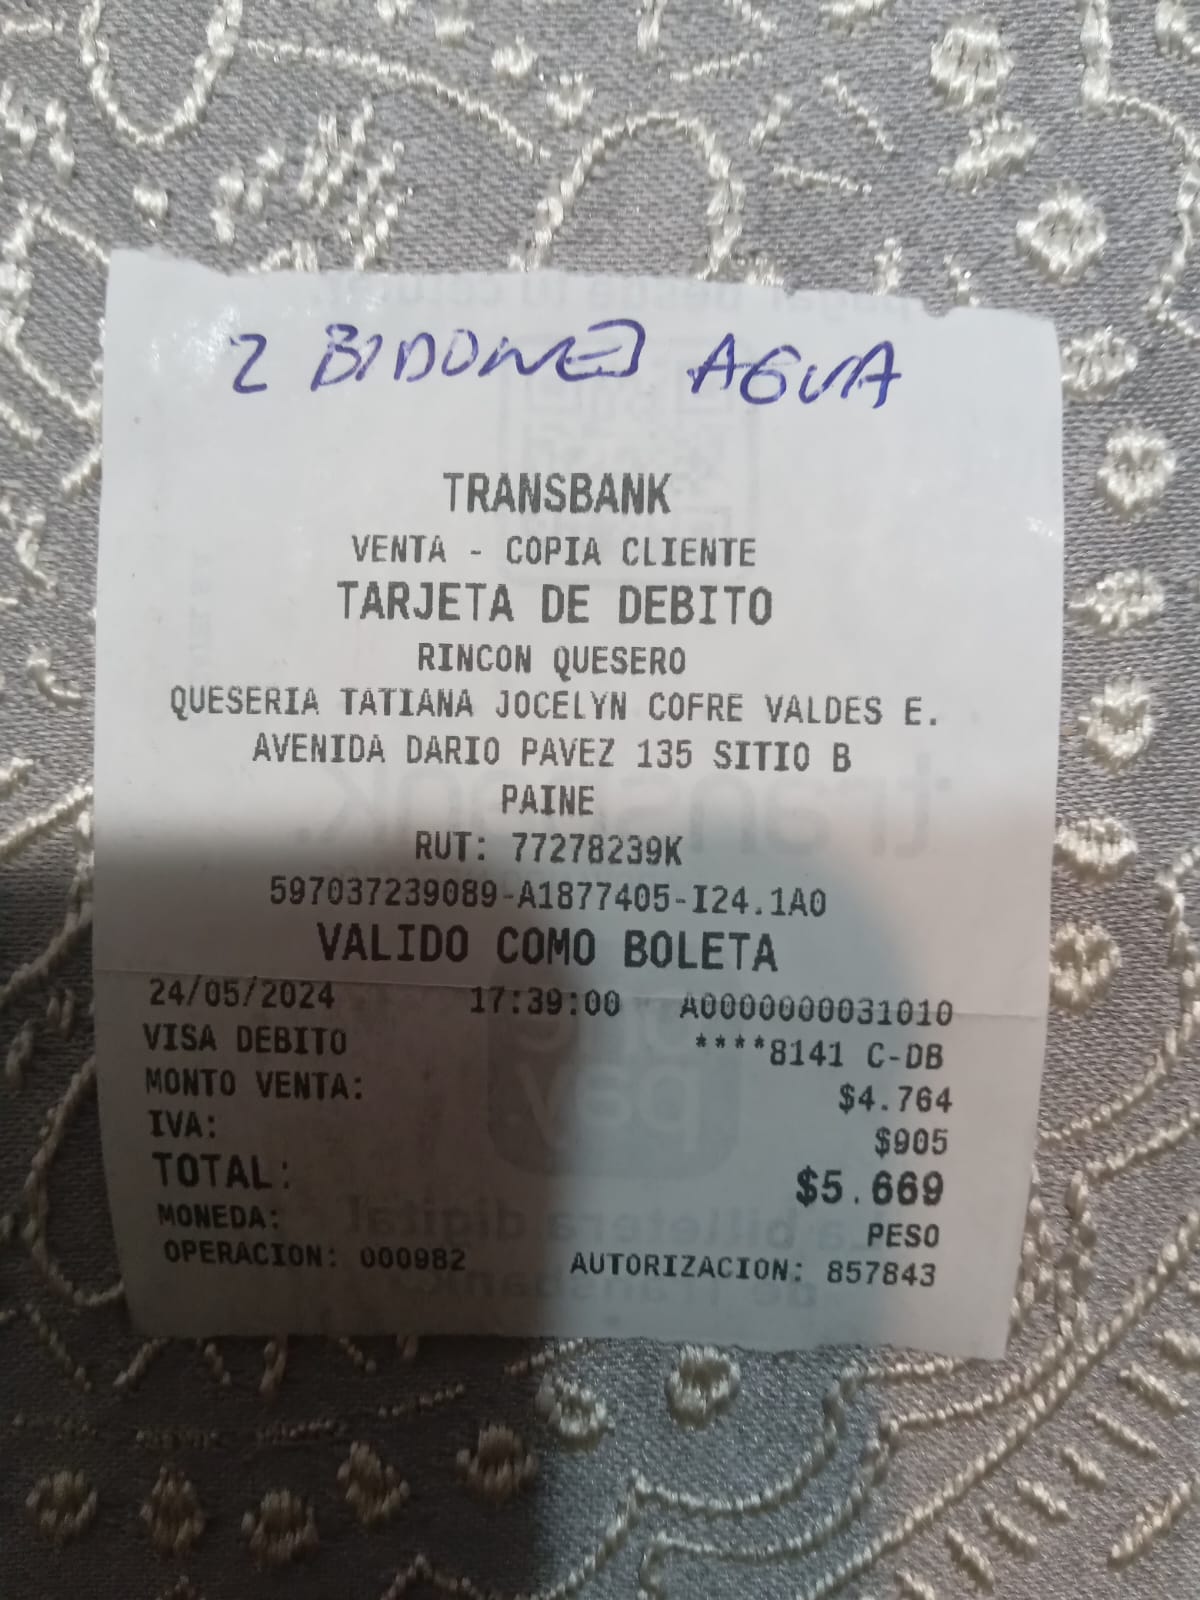 2 BIDONES AGUA
TRANSBANK
VENTA - COPIA CLIENTE
TARJETA DE DEBITO
RINCON QUESERO
QUESERIA TATIANA JOCELYN COFRE VALDES E.
AVENIDA DARIO PAVEZ 135 SITIO B
PAINE
RUT: 77278239K
597037239089-A1877405-I24.1A0
VALIDO COMO BOLETA
24/05/2024 17:39:00 A0000000031010
VISA DEBITO ****8141 C-DB
MONTO VENTA: $4.764
IVA: $905
TOTAL: $5.669
MONEDA: PESO
OPERACION: 000982 AUTORIZACION: 857843